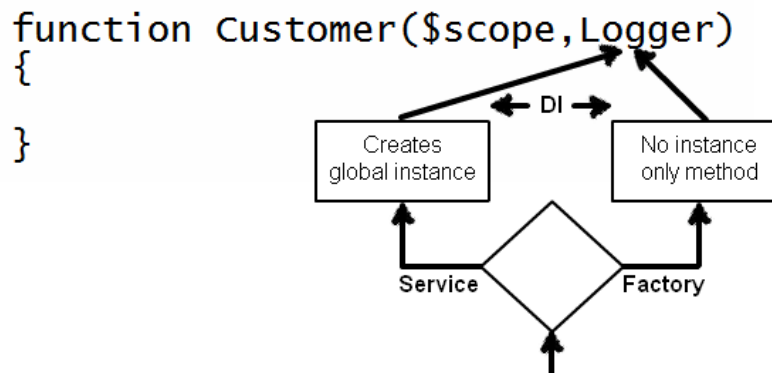 function Customer($scope,Logger)
{
}
DI
Creates
global instance
No instance
only method
Service
Factory